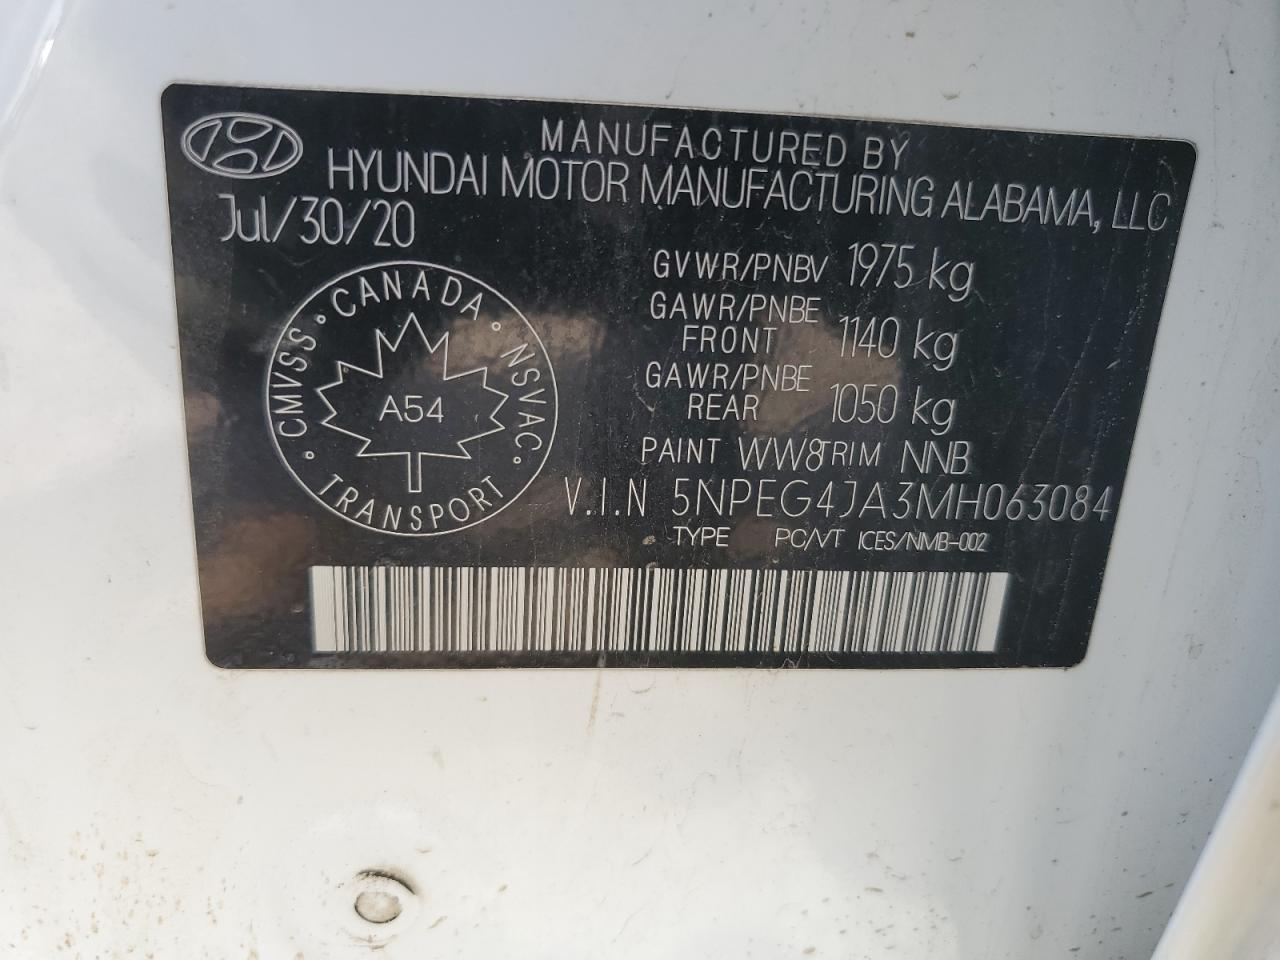 MANUFACTURED BY
HYUNDAI MOTOR MANUFACTURING ALABAMA, LLC
Jul/30/20
GVWR/PNBV 1975 kg
GAWR/PNBE FRONT 1140 kg
GAWR/PNBE REAR 1050 kg
PAINT WW8 TRIM NNB
V.I.N 5NPEG4JA3MH063084
TYPE PC/VT ICES/NMB-002
CMVSS · CANADA · NSVAC
A54
TRANSPORT